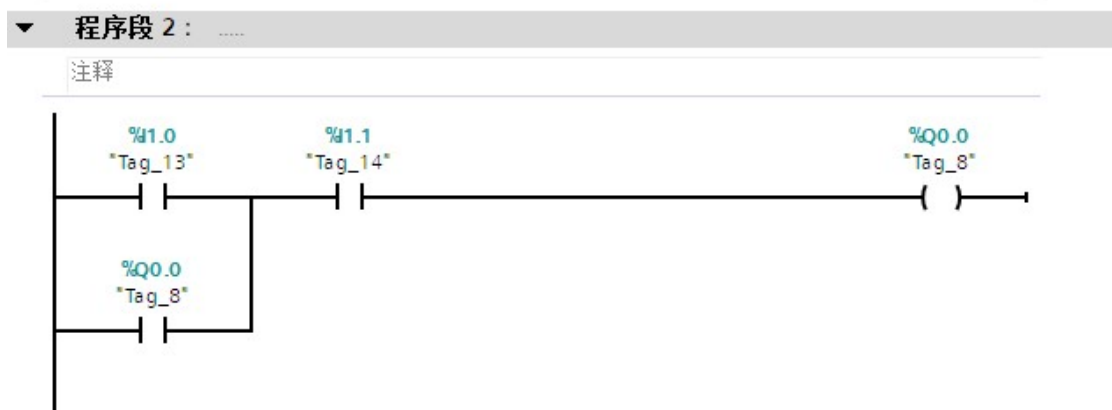 程序段 2： .....
注释
%I1.0 %I1.1 %Q0.0
"Tag_13" "Tag_14" "Tag_8"
%Q0.0
"Tag_8"